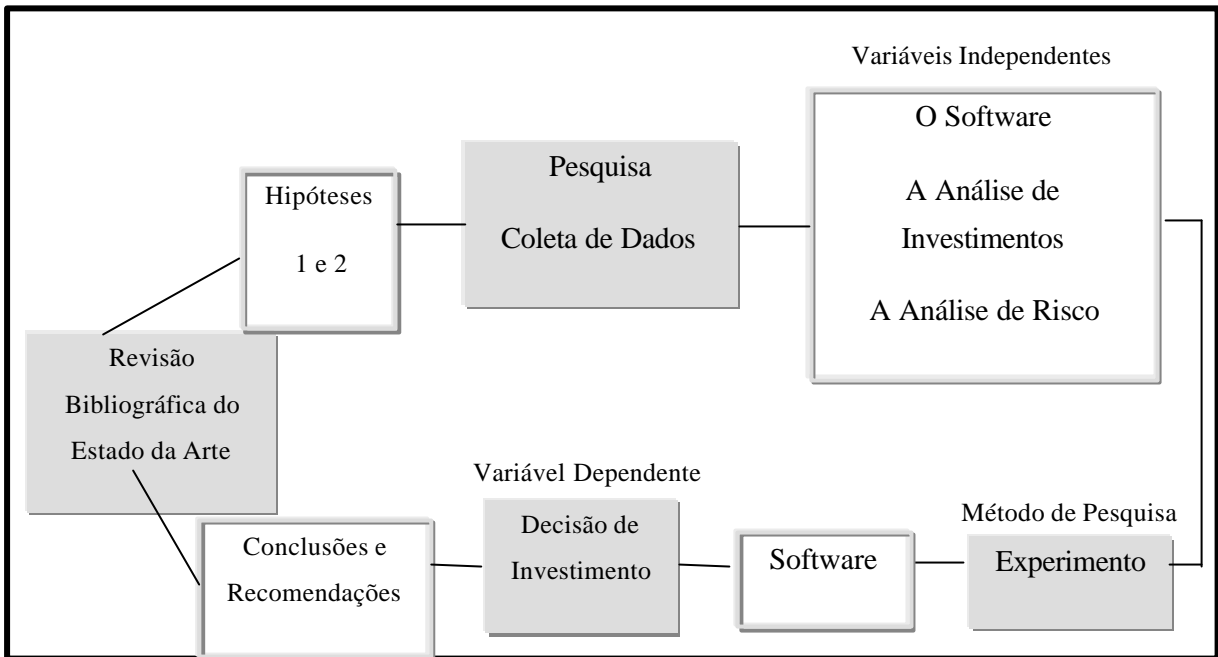 Variáveis Independentes
O Software
A Análise de
Investimentos
A Análise de Risco
Pesquisa
Coleta de Dados
Hipóteses
1 e 2
Revisão
Bibliográfica do
Estado da Arte
Variável Dependente
Decisão de
Investimento
Conclusões e
Recomendações
Software
Método de Pesquisa
Experimento